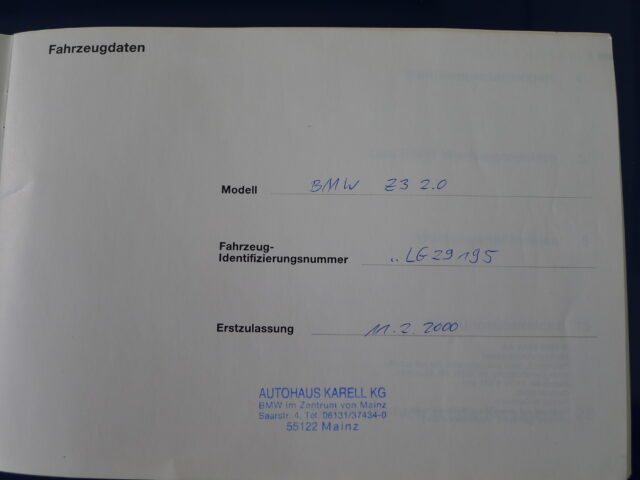 Fahrzeugdaten
Modell BMW Z3 2.0
Fahrzeug-
Identifizierungsnummer .. LG29195
Erstzulassung 11.2.2000
AUTOHAUS KARELL KG
BMW im Zentrum von Mainz
Saarstr. 4, Tel. 06131/37434-0
55122 Mainz